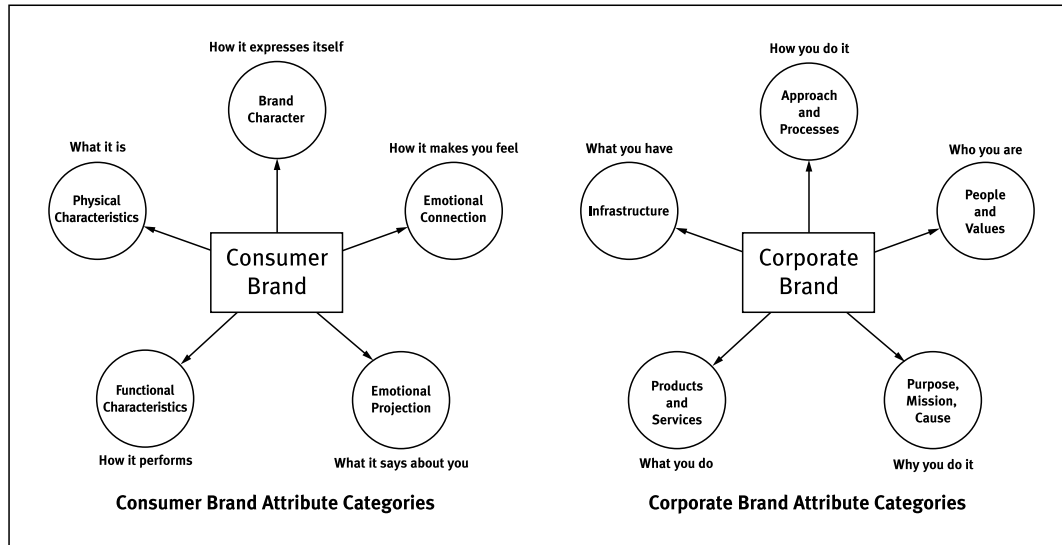 How it expresses itself
Brand
Character
What it is
Physical
Characteristics
How it makes you feel
Emotional
Connection
Consumer
Brand
Functional
Characteristics
How it performs
Emotional
Projection
What it says about you
Consumer Brand Attribute Categories
How you do it
Approach
and
Processes
What you have
Infrastructure
Who you are
People
and
Values
Corporate
Brand
Products
and
Services
What you do
Purpose,
Mission,
Cause
Why you do it
Corporate Brand Attribute Categories